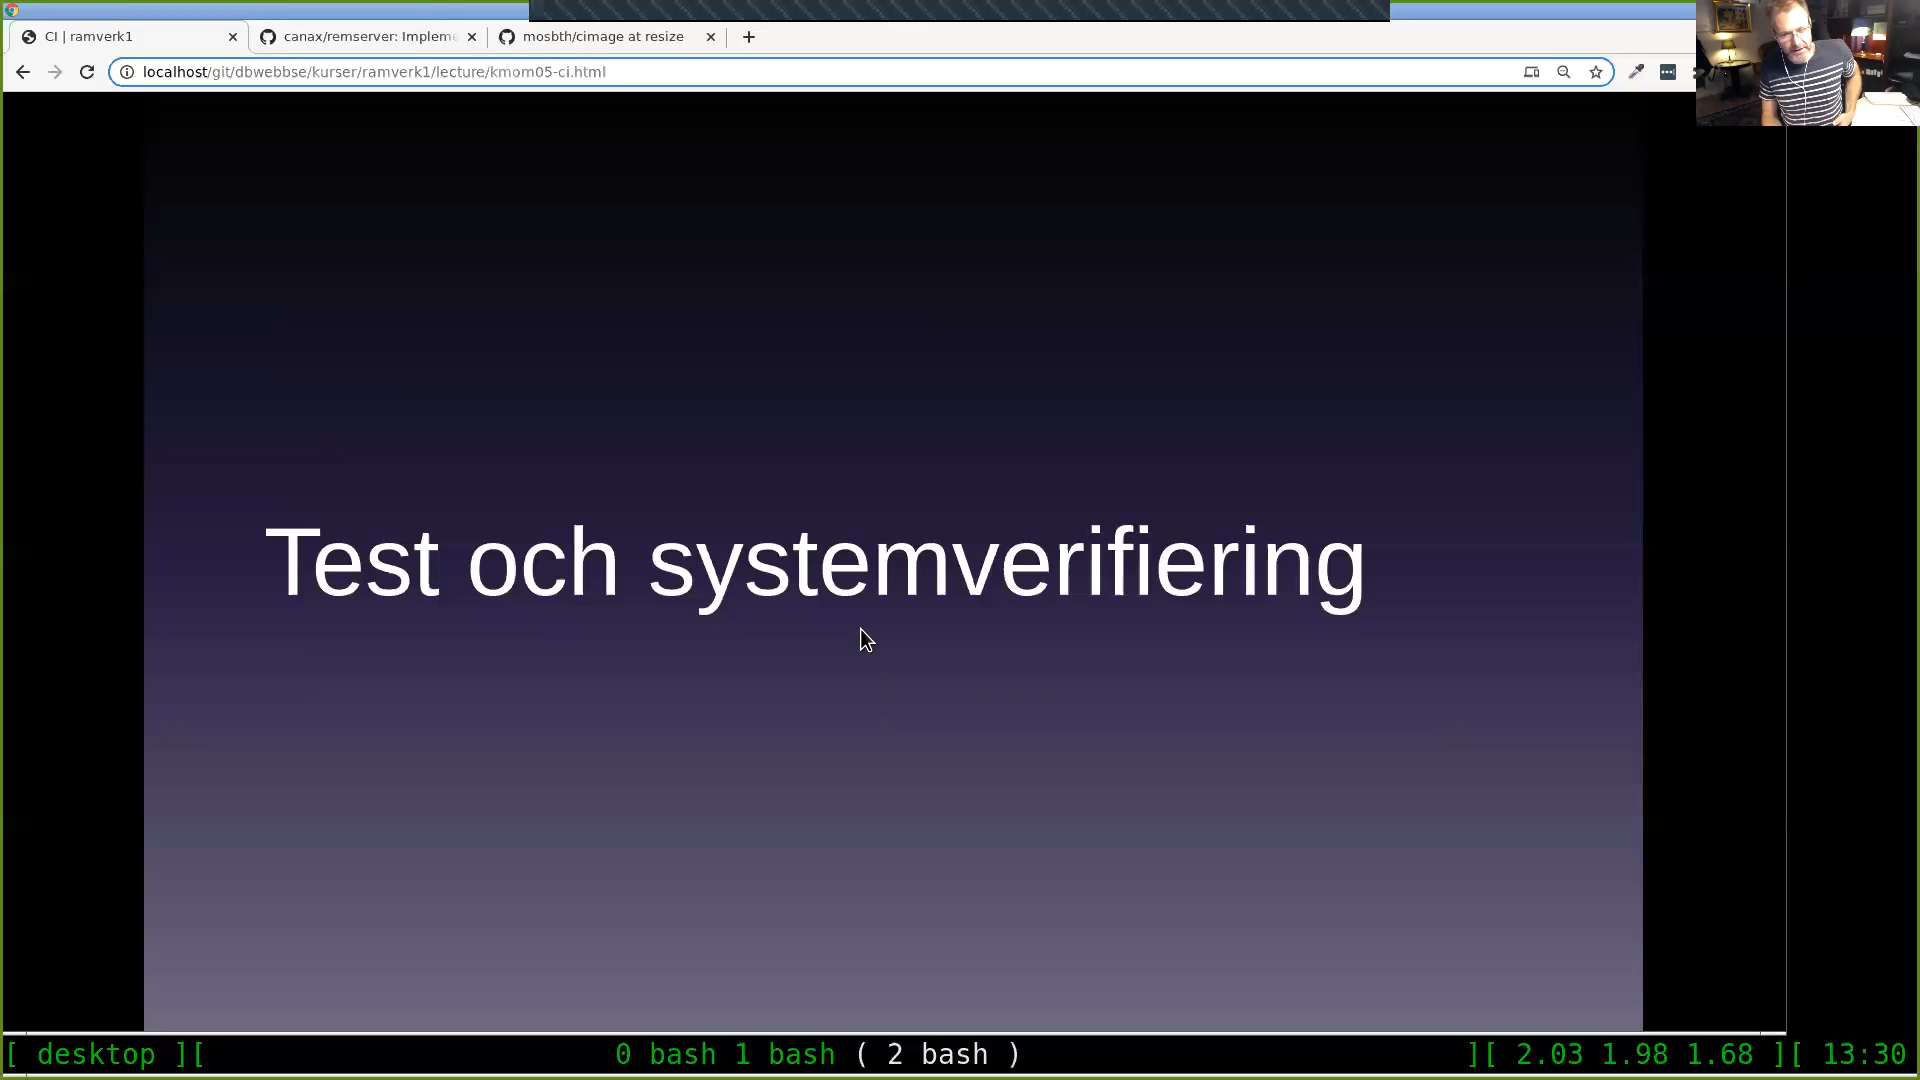 CI | ramverk1
canax/remserver: Impleme
mosbth/cimage at resize
localhost/git/dbwebbse/kurser/ramverk1/lecture/kmom05-ci.html
Test och systemverifiering
[ desktop ][ 0 bash 1 bash ( 2 bash ) ][ 2.03 1.98 1.68 ][ 13:30